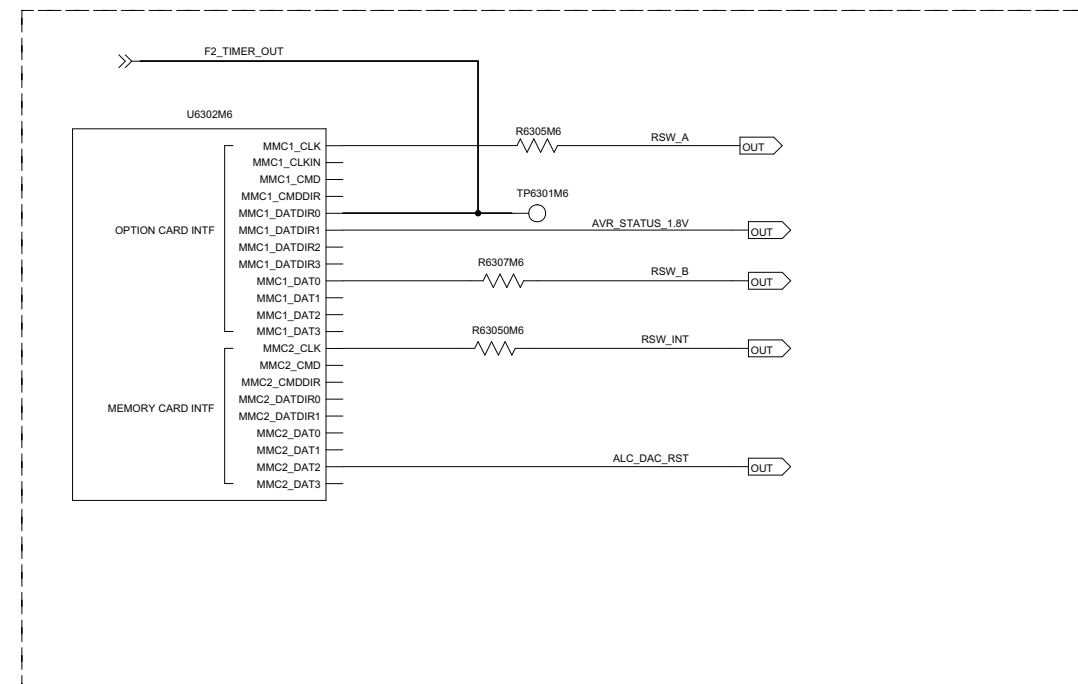 F2_TIMER_OUT
U6302M6
R6305M6
RSW_A
OUT
MMC1_CLK
MMC1_CLKIN
MMC1_CMD
MMC1_CMDDIR
TP6301M6
MMC1_DATDIR0
OPTION CARD INTF
MMC1_DATDIR1
AVR_STATUS_1.8V
OUT
MMC1_DATDIR2
MMC1_DATDIR3
R6307M6
RSW_B
MMC1_DAT0
OUT
MMC1_DAT1
MMC1_DAT2
MMC1_DAT3
R63050M6
RSW_INT
MMC2_CLK
OUT
MMC2_CMD
MMC2_CMDDIR
MMC2_DATDIR0
MEMORY CARD INTF
MMC2_DATDIR1
MMC2_DAT0
MMC2_DAT1
ALC_DAC_RST
MMC2_DAT2
OUT
MMC2_DAT3